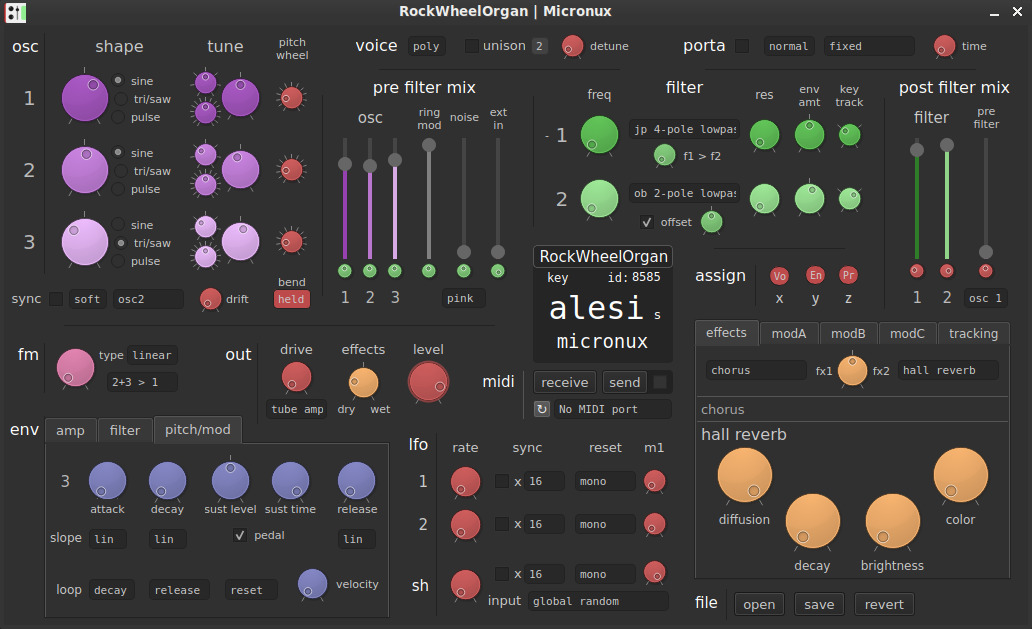 RockWheelOrgan | Micronux
osc shape tune pitch wheel
1 sine tri/saw pulse
2 sine tri/saw pulse
3 sine tri/saw pulse
bend
sync soft osc2 drift held
voice poly unison 2 detune
porta normal fixed time
pre filter mix
osc ring mod noise ext in
1 2 3 pink
filter
freq res env amt key track
- 1 jp 4-pole lowpas
f1 > f2
2 ob 2-pole lowpas
offset
post filter mix
filter pre filter
1 2 osc 1
RockWheelOrgan
key id: 8585
alesi s
micronux
assign Vo En Pr
x y z
fm type linear
2+3 > 1
out drive effects level
tube amp dry wet
midi receive send
↻ No MIDI port
effects modA modB modC tracking
chorus fx1 fx2 hall reverb
chorus
hall reverb
diffusion color
decay brightness
env amp filter pitch/mod
3
attack decay sust level sust time release
slope lin lin pedal lin
loop decay release reset velocity
lfo rate sync reset m1
1 x 16 mono
2 x 16 mono
sh x 16 mono
input global random
file open save revert